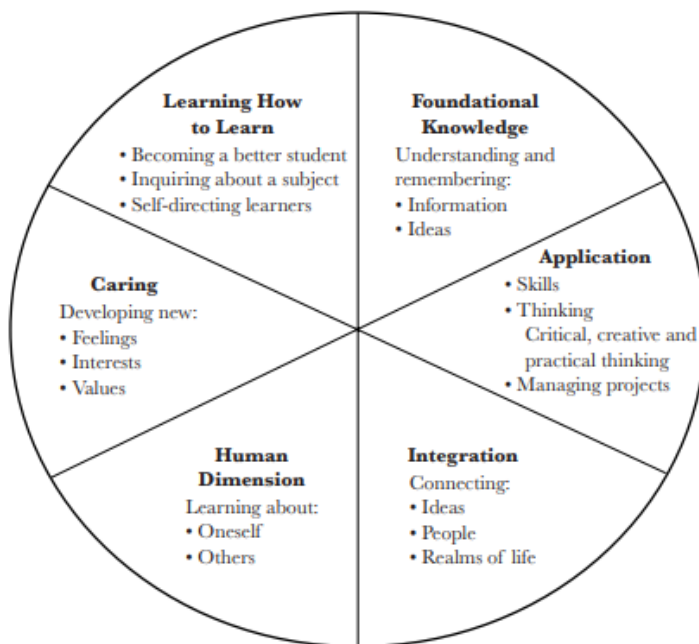 Learning How
to Learn
• Becoming a better student
• Inquiring about a subject
• Self-directing learners
Foundational
Knowledge
Understanding and
remembering:
• Information
• Ideas
Application
• Skills
• Thinking
Critical, creative and
practical thinking
• Managing projects
Integration
Connecting:
• Ideas
• People
• Realms of life
Human
Dimension
Learning about:
• Oneself
• Others
Caring
Developing new:
• Feelings
• Interests
• Values